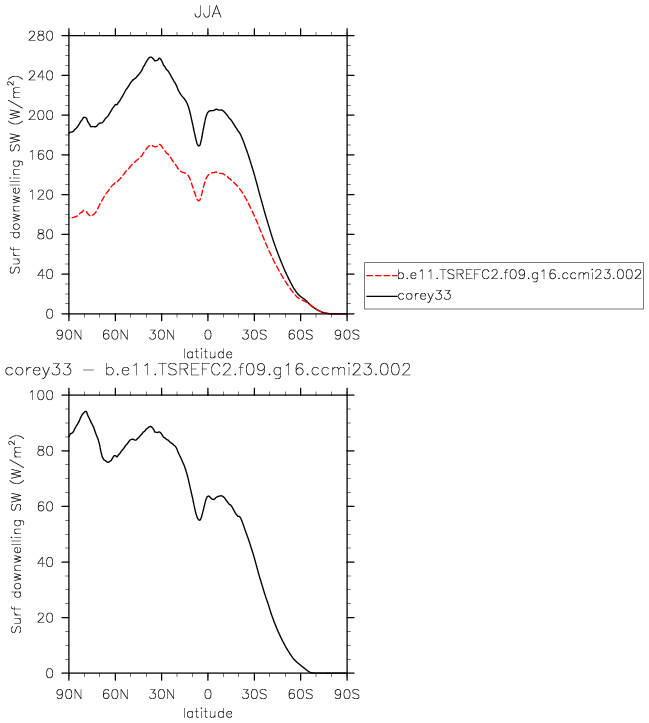 JJA
Surf downwelling SW (W/m²)
280
240
200
160
120
80
40
0
90N 60N 30N 0 30S 60S 90S
latitude
b.e11.TSREFC2.f09.g16.ccmi23.002
corey33
corey33 − b.e11.TSREFC2.f09.g16.ccmi23.002
Surf downwelling SW (W/m²)
100
80
60
40
20
0
90N 60N 30N 0 30S 60S 90S
latitude